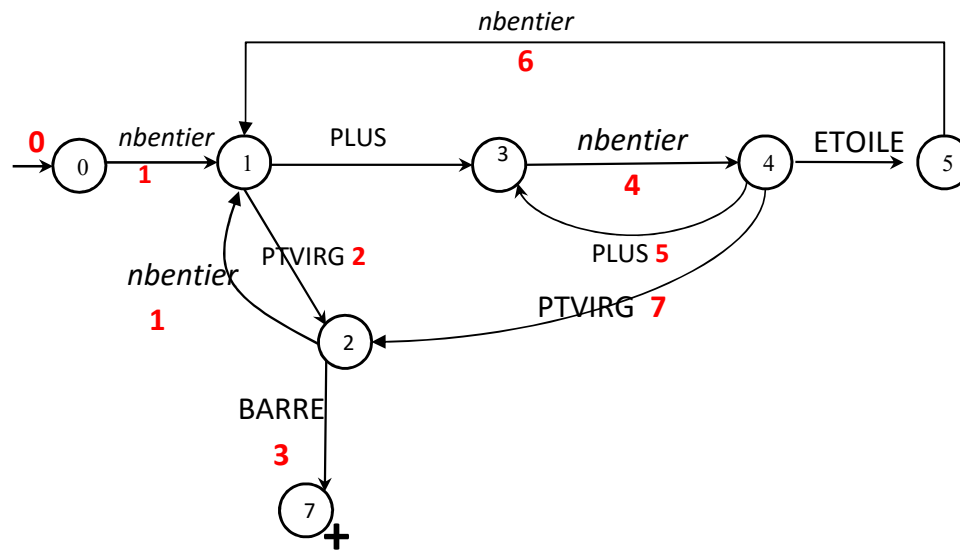 nbentier
6
0
nbentier
PLUS
nbentier
ETOILE
0
1
1
3
4
4
5
PTVIRG 2
PLUS 5
nbentier
1
PTVIRG 7
2
BARRE
3
7
+